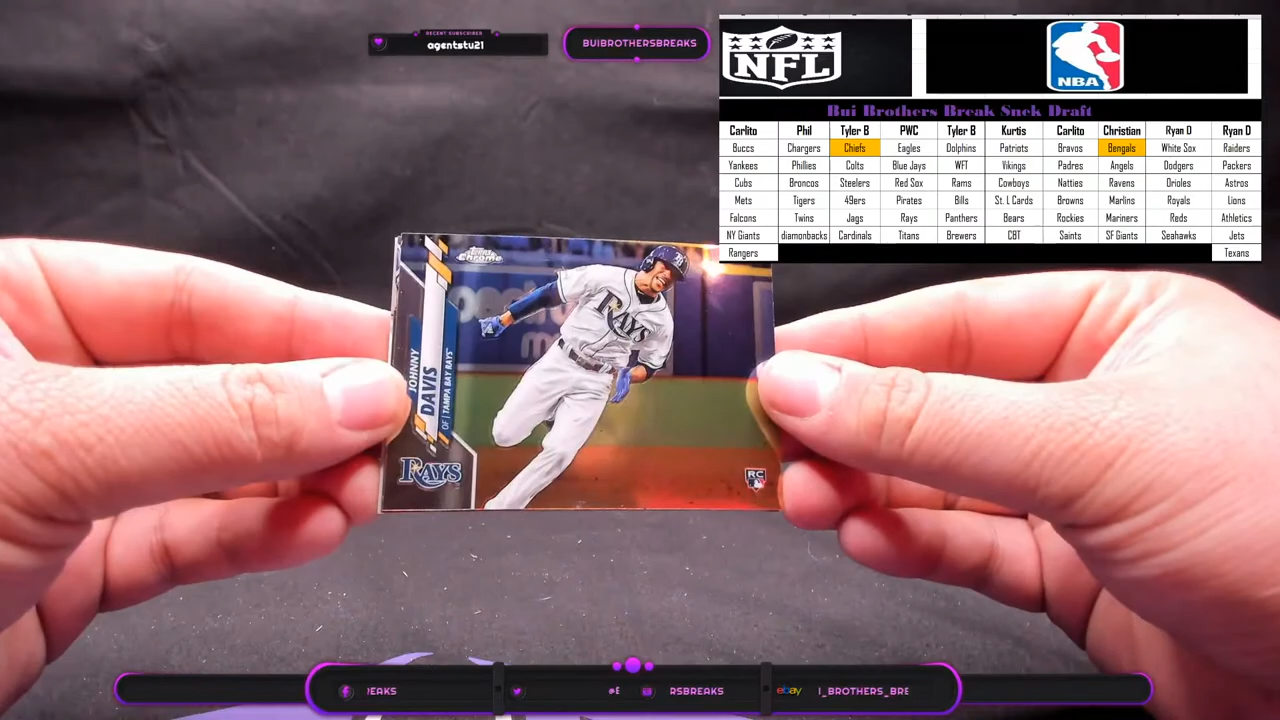 RECENT SUBSCRIBER
agentstu21
BUIBROTHERSBREAKS
NFL
NBA
Bui Brothers Break Snek Draft
Carlito Phil Tyler B PWC Tyler B Kurtis Carlito Christian Ryan O Ryan D
Buccs Chargers Chiefs Eagles Dolphins Patriots Bravos Bengals White Sox Raiders
Yankees Phillies Colts Blue Jays WFT Vikings Padres Angels Dodgers Packers
Cubs Broncos Steelers Red Sox Rams Cowboys Natties Ravens Orioles Astros
Mets Tigers 49ers Pirates Bills St. L Cards Browns Marlins Royals Lions
Falcons Twins Jags Rays Panthers Bears Rockies Mariners Reds Athletics
NY Giants diamonbacks Cardinals Titans Brewers CBT Saints SF Giants Seahawks Jets
Rangers Texans
Topps Chrome
TB
RAYS
JOHNNY
DAVIS
OF | TAMPA BAY RAYS
RAYS
RC
EAKS
RSBREAKS
ebay
I_BROTHERS_BRE